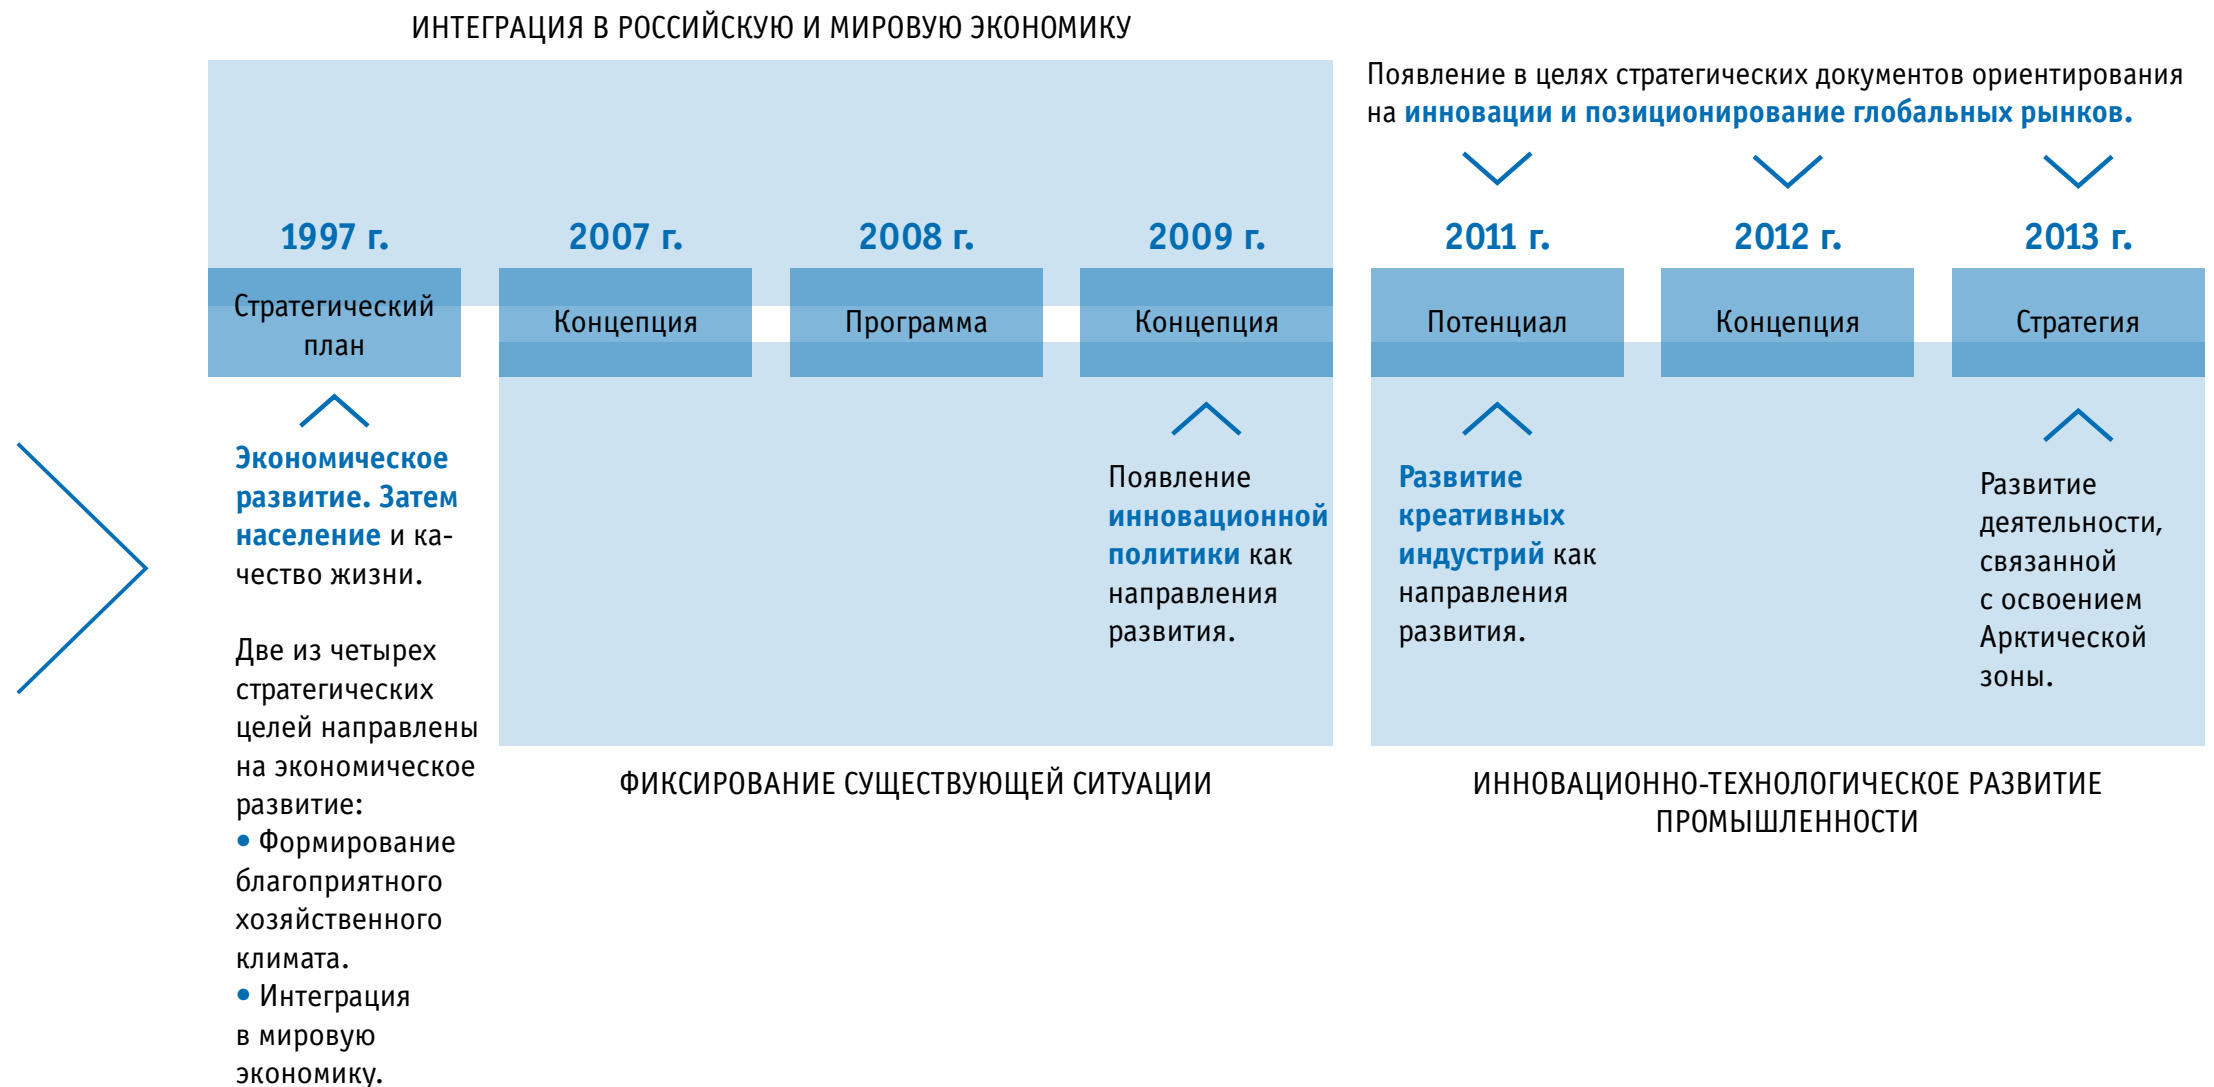 ИНТЕГРАЦИЯ В РОССИЙСКУЮ И МИРОВУЮ ЭКОНОМИКУ
Появление в целях стратегических документов ориентирования
на инновации и позиционирование глобальных рынков.
1997 г.
Стратегический
план
Экономическое
развитие. Затем
население и ка-
чество жизни.
Две из четырех
стратегических
целей направлены
на экономическое
развитие:
• Формирование
благоприятного
хозяйственного
климата.
• Интеграция
в мировую
экономику.
2007 г.
Концепция
2008 г.
Программа
2009 г.
Концепция
Появление
инновационной
политики как
направления
развития.
ФИКСИРОВАНИЕ СУЩЕСТВУЮЩЕЙ СИТУАЦИИ
2011 г.
Потенциал
Развитие
креативных
индустрий как
направления
развития.
2012 г.
Концепция
2013 г.
Стратегия
Развитие
деятельности,
связанной
с освоением
Арктической
зоны.
ИННОВАЦИОННО-ТЕХНОЛОГИЧЕСКОЕ РАЗВИТИЕ
ПРОМЫШЛЕННОСТИ